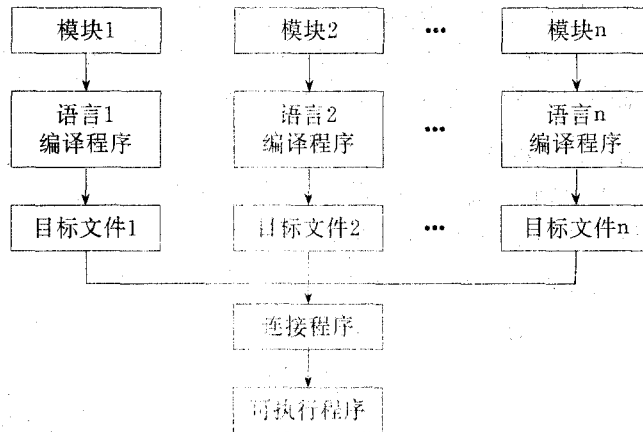 模块1 模块2 ··· 模块n
语言1 语言2 ··· 语言n
编译程序 编译程序 编译程序
目标文件1 目标文件2 ··· 目标文件n
连接程序
可执行程序